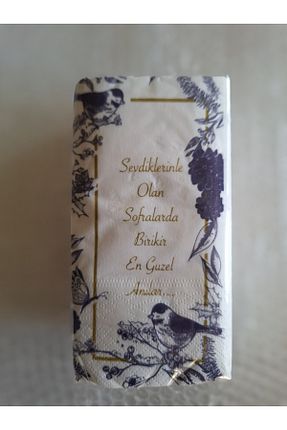 Sevdiklerinle
Olan
Sofralarda
Birikir
En Guzel
Anılar...